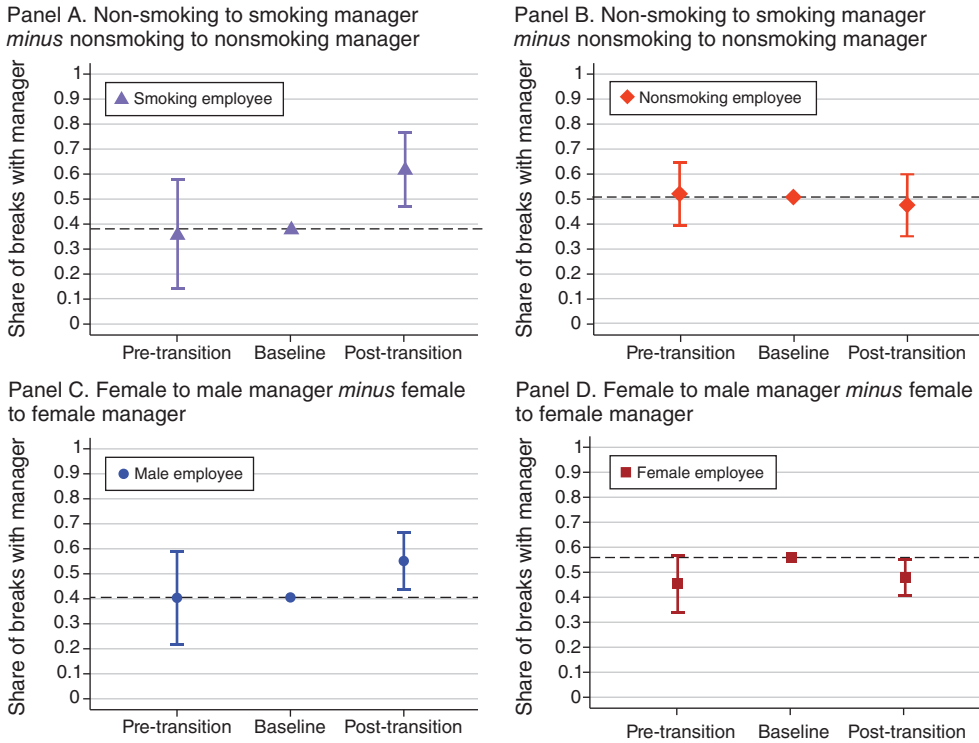 Panel A. Non-smoking to smoking manager
minus nonsmoking to nonsmoking manager
Share of breaks with manager
1
0.9
0.8
0.7
0.6
0.5
0.4
0.3
0.2
0.1
0
Smoking employee
Pre-transition Baseline Post-transition
Panel B. Non-smoking to smoking manager
minus nonsmoking to nonsmoking manager
Share of breaks with manager
1
0.9
0.8
0.7
0.6
0.5
0.4
0.3
0.2
0.1
0
Nonsmoking employee
Pre-transition Baseline Post-transition
Panel C. Female to male manager minus female
to female manager
Share of breaks with manager
1
0.9
0.8
0.7
0.6
0.5
0.4
0.3
0.2
0.1
0
Male employee
Pre-transition Baseline Post-transition
Panel D. Female to male manager minus female
to female manager
Share of breaks with manager
1
0.9
0.8
0.7
0.6
0.5
0.4
0.3
0.2
0.1
0
Female employee
Pre-transition Baseline Post-transition